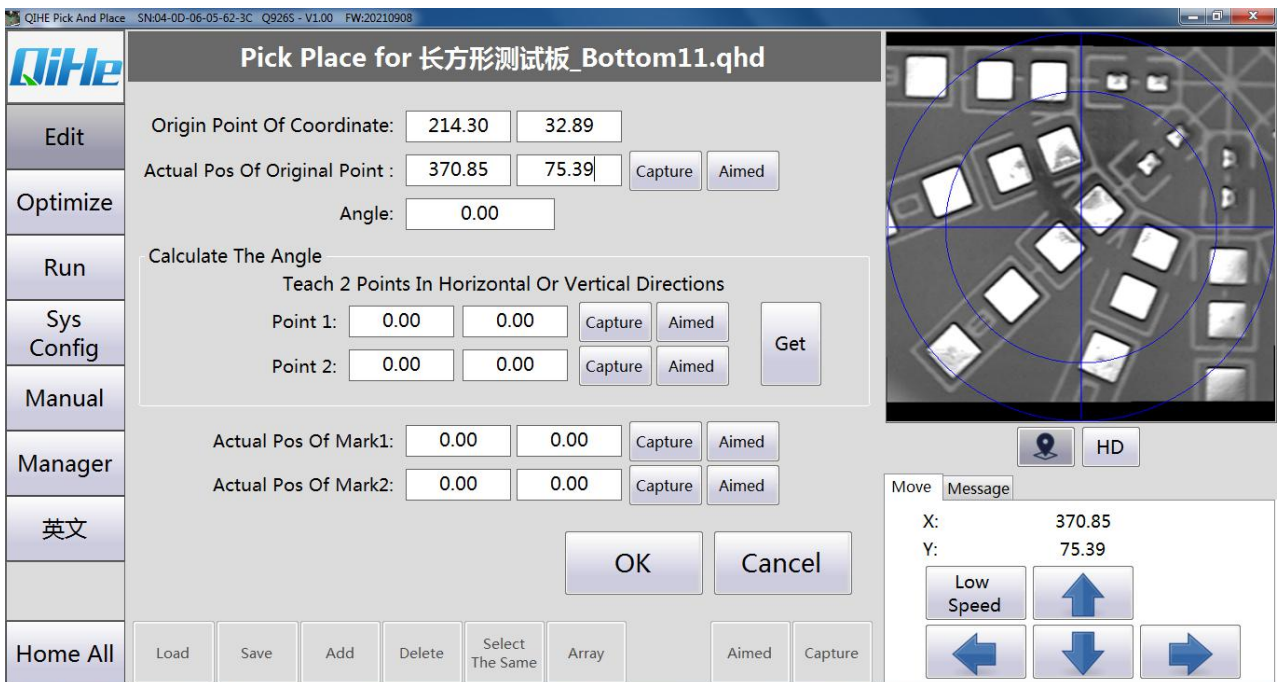 QIHE Pick And Place SN:04-0D-06-05-62-3C Q926S - V1.00 FW:20210908
QiHe
Pick Place for 长方形测试板_Bottom11.qhd
Edit
Optimize
Run
Sys
Config
Manual
Manager
英文
Home All
Origin Point Of Coordinate: 214.30 32.89
Actual Pos Of Original Point : 370.85 75.39 Capture Aimed
Angle: 0.00
Calculate The Angle
Teach 2 Points In Horizontal Or Vertical Directions
Point 1: 0.00 0.00 Capture Aimed
Get
Point 2: 0.00 0.00 Capture Aimed
Actual Pos Of Mark1: 0.00 0.00 Capture Aimed
Actual Pos Of Mark2: 0.00 0.00 Capture Aimed
OK Cancel
Load Save Add Delete Select
The Same Array Aimed Capture
HD
Move Message
X: 370.85
Y: 75.39
Low
Speed